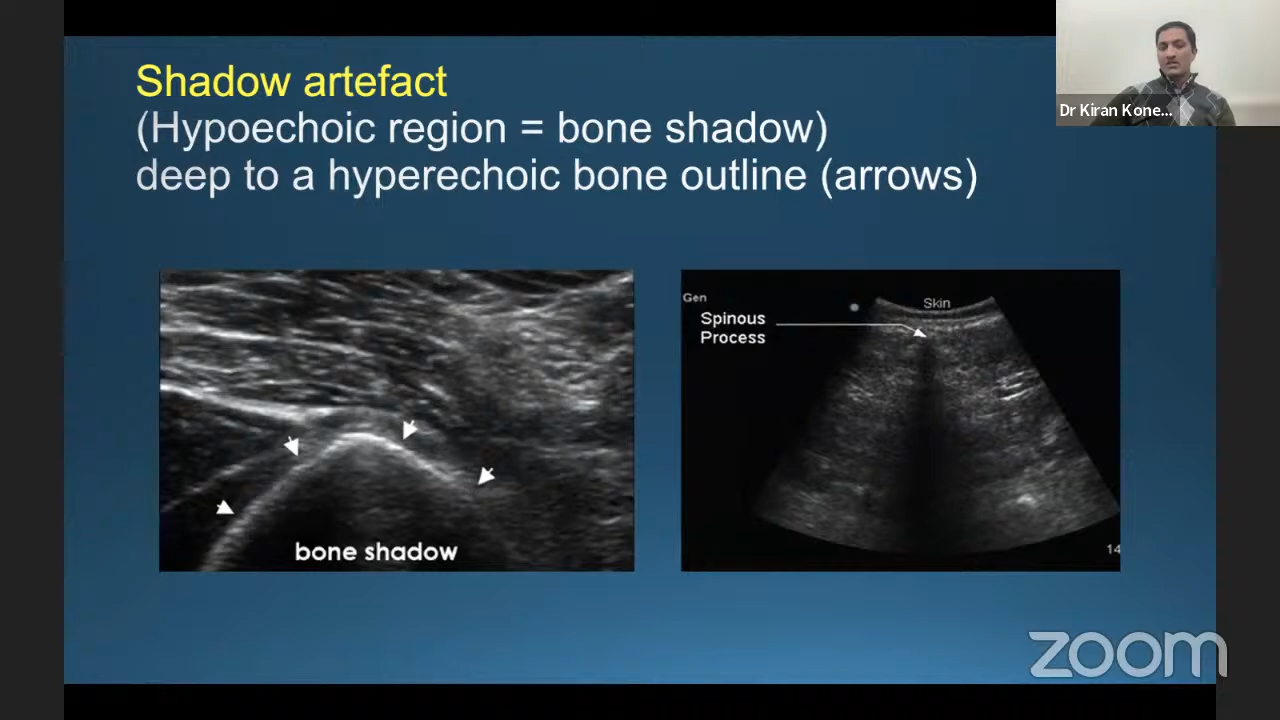 Shadow artefact
(Hypoechoic region = bone shadow)
deep to a hyperechoic bone outline (arrows)
Dr Kiran Kone...
bone shadow
Gen
Skin
Spinous
Process
14
zoom